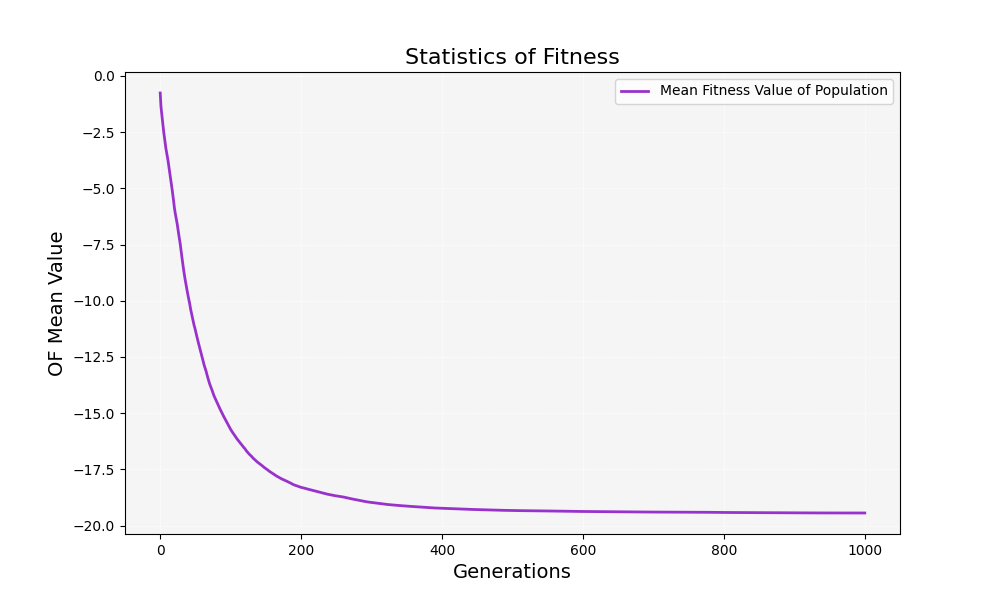 Statistics of Fitness
Mean Fitness Value of Population
OF Mean Value
0.0
−2.5
−5.0
−7.5
−10.0
−12.5
−15.0
−17.5
−20.0
0 200 400 600 800 1000
Generations